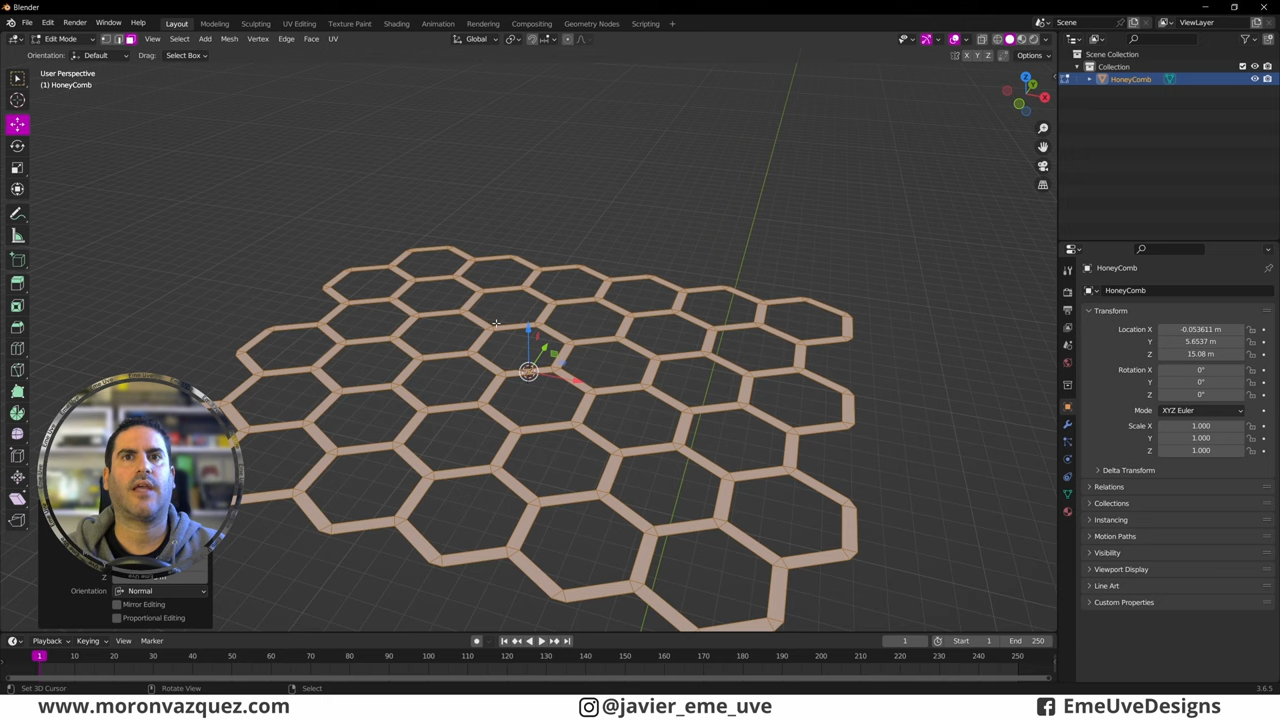 Blender
File Edit Render Window Help Layout Modeling Sculpting UV Editing Texture Paint Shading Animation Rendering Compositing Geometry Nodes Scripting + Scene ViewLayer
Edit Mode View Select Add Mesh Vertex Edge Face UV Global
Orientation: Default Drag: Select Box X Y Z Options
User Perspective
(1) HoneyComb
Scene Collection
Collection
HoneyComb
HoneyComb
HoneyComb
Transform
Location X -0.053611 m
Y 5.6537 m
Z 15.08 m
Rotation X 0°
Y 0°
Z 0°
Mode XYZ Euler
Scale X 1.000
Y 1.000
Z 1.000
Delta Transform
Relations
Collections
Instancing
Motion Paths
Visibility
Viewport Display
Line Art
Custom Properties
Z
Orientation Normal
Mirror Editing
Proportional Editing
Playback Keying View Marker 1 Start 1 End 250
1 10 20 30 40 50 60 70 80 90 100 110 120 130 140 150 160 170 180 190 200 210 220 230 240 250
Set 3D Cursor Rotate View Select 3.6.5
www.moronvazquez.com @javier_eme_uve EmeUveDesigns